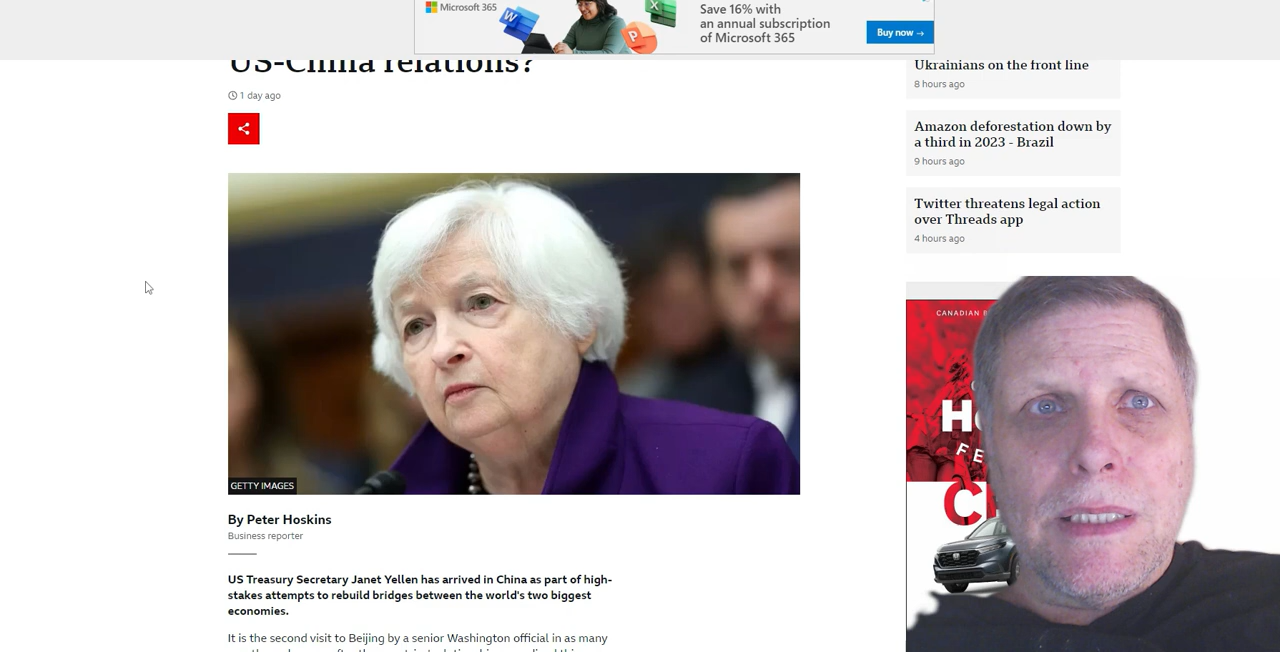 Microsoft 365
Save 16% with
an annual subscription
of Microsoft 365
Buy now →
W
X
P
US-China relations?
1 day ago
GETTY IMAGES
By Peter Hoskins
Business reporter
US Treasury Secretary Janet Yellen has arrived in China as part of high-
stakes attempts to rebuild bridges between the world's two biggest
economies.
It is the second visit to Beijing by a senior Washington official in as many
Ukrainians on the front line
8 hours ago
Amazon deforestation down by
a third in 2023 - Brazil
9 hours ago
Twitter threatens legal action
over Threads app
4 hours ago
CANADIAN